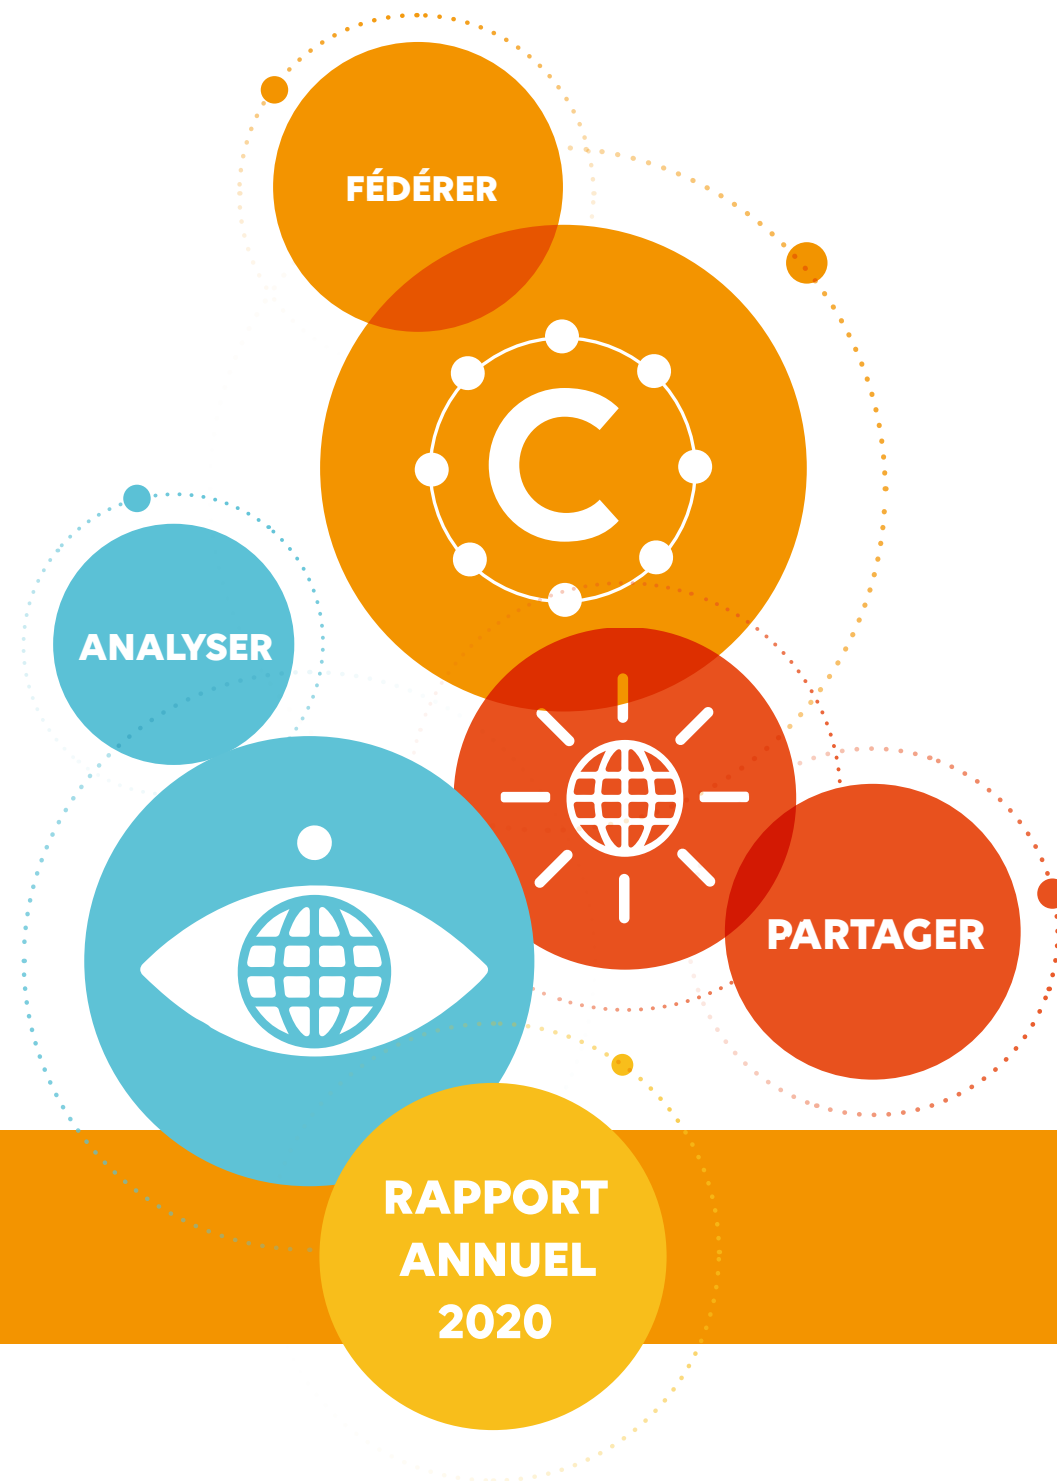 FÉDÉRER
C
ANALYSER
PARTAGER
RAPPORT
ANNUEL
2020